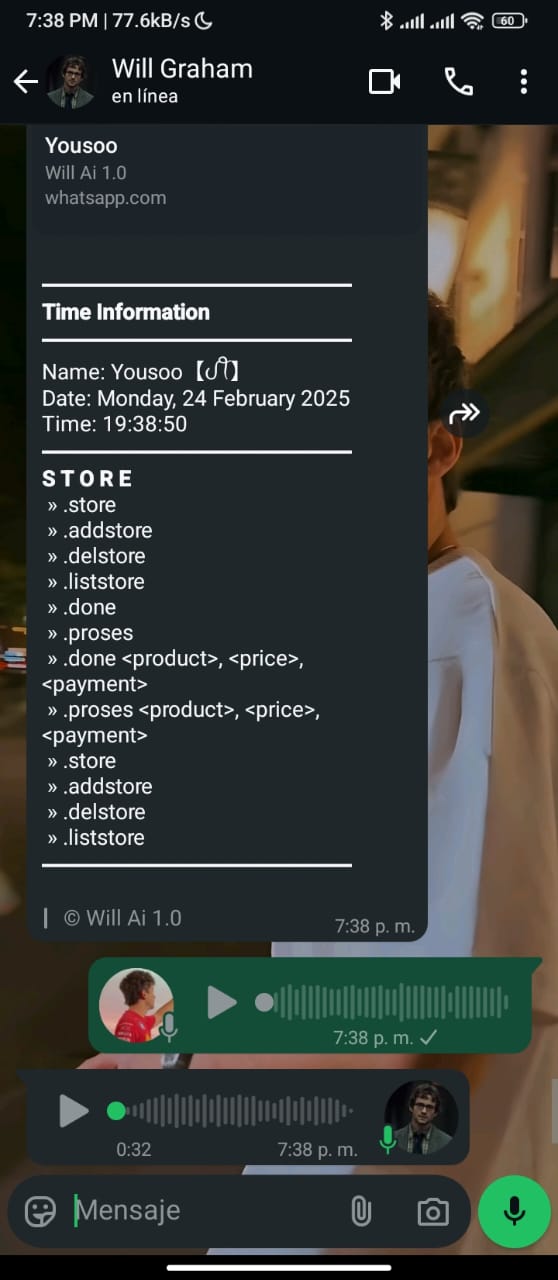 7:38 PM | 77.6kB/s
60
Will Graham
en línea
Yousoo
Will Ai 1.0
whatsapp.com
Time Information
Name: Yousoo
Date: Monday, 24 February 2025
Time: 19:38:50
S T O R E
» .store
» .addstore
» .delstore
» .liststore
» .done
» .proses
» .done <product>, <price>,
<payment>
» .proses <product>, <price>,
<payment>
» .store
» .addstore
» .delstore
» .liststore
© Will Ai 1.0
7:38 p. m.
7:38 p. m.
0:32
7:38 p. m.
Mensaje